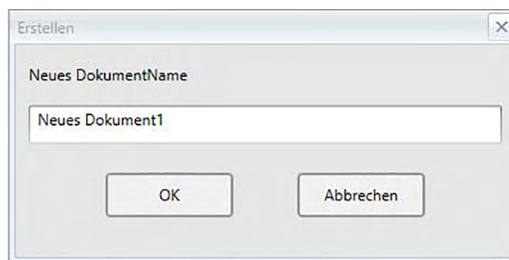 Erstellen
Neues DokumentName
Neues Dokument1
OK
Abbrechen